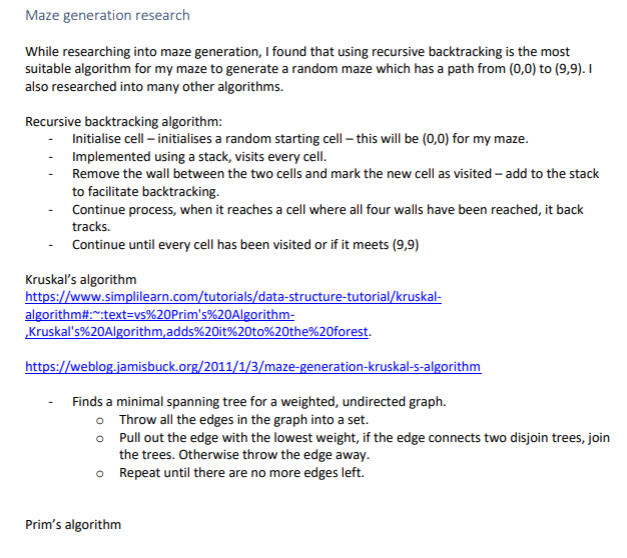 Maze generation research
While researching into maze generation, I found that using recursive backtracking is the most
suitable algorithm for my maze to generate a random maze which has a path from (0,0) to (9,9). I
also researched into many other algorithms.
Recursive backtracking algorithm:
- Initialise cell – initialises a random starting cell – this will be (0,0) for my maze.
- Implemented using a stack, visits every cell.
- Remove the wall between the two cells and mark the new cell as visited – add to the stack
to facilitate backtracking.
- Continue process, when it reaches a cell where all four walls have been reached, it back
tracks.
- Continue until every cell has been visited or if it meets (9,9)
Kruskal's algorithm
https://www.simplilearn.com/tutorials/data-structure-tutorial/kruskal-
algorithm#:~:text=vs%20Prim's%20Algorithm-
,Kruskal's%20Algorithm,adds%20it%20to%20the%20forest.
https://weblog.jamisbuck.org/2011/1/3/maze-generation-kruskal-s-algorithm
- Finds a minimal spanning tree for a weighted, undirected graph.
o Throw all the edges in the graph into a set.
o Pull out the edge with the lowest weight, if the edge connects two disjoin trees, join
the trees. Otherwise throw the edge away.
o Repeat until there are no more edges left.
Prim's algorithm